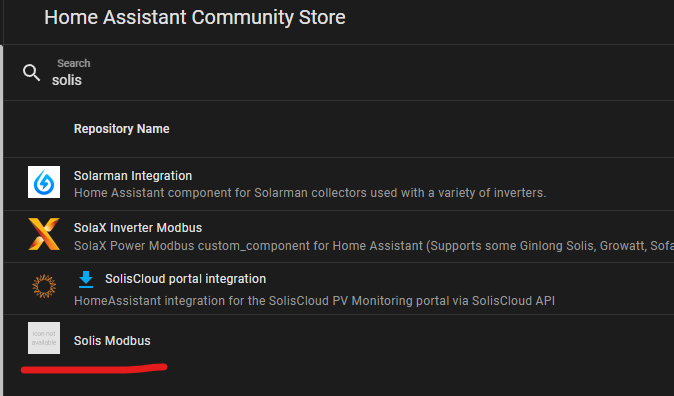 Home Assistant Community Store
Search
solis
Repository Name
Solarman Integration
Home Assistant component for Solarman collectors used with a variety of inverters.
SolaX Inverter Modbus
SolaX Power Modbus custom_component for Home Assistant (Supports some Ginlong Solis, Growatt, Sofa
SolisCloud portal integration
HomeAssistant integration for the SolisCloud PV Monitoring portal via SolisCloud API
icon not
available
Solis Modbus